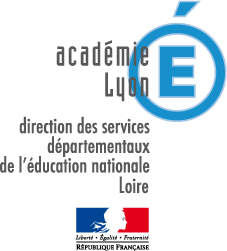 académie
Lyon
É
direction des services
départementaux
de l'éducation nationale
Loire
Liberté • Égalité • Fraternité
RÉPUBLIQUE FRANÇAISE